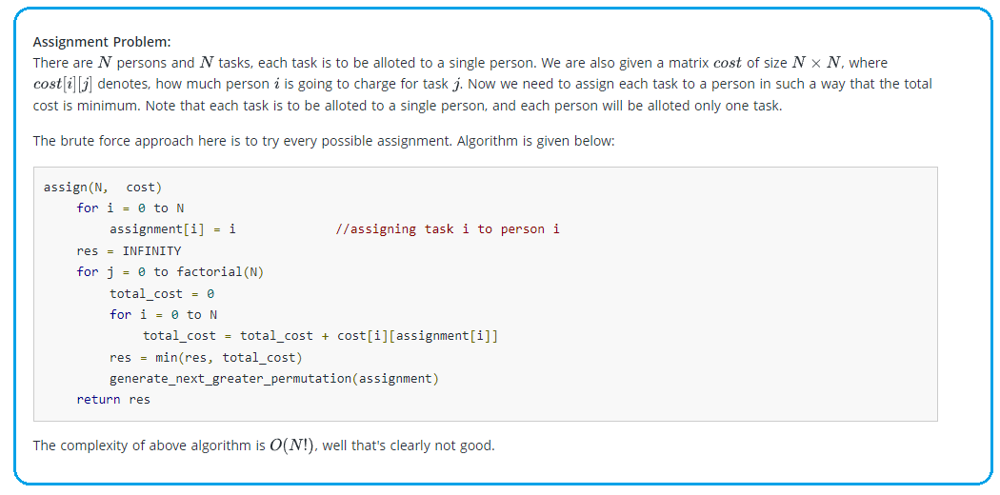 Assignment Problem:
There are N persons and N tasks, each task is to be alloted to a single person. We are also given a matrix cost of size N × N, where
cost[i][j] denotes, how much person i is going to charge for task j. Now we need to assign each task to a person in such a way that the total
cost is minimum. Note that each task is to be alloted to a single person, and each person will be alloted only one task.
The brute force approach here is to try every possible assignment. Algorithm is given below:
assign(N,  cost)
    for i = 0 to N
        assignment[i] = i            //assigning task i to person i
    res = INFINITY
    for j = 0 to factorial(N)
        total_cost = 0
        for i = 0 to N
            total_cost = total_cost + cost[i][assignment[i]]
        res = min(res, total_cost)
        generate_next_greater_permutation(assignment)
    return res
The complexity of above algorithm is O(N!), well that's clearly not good.